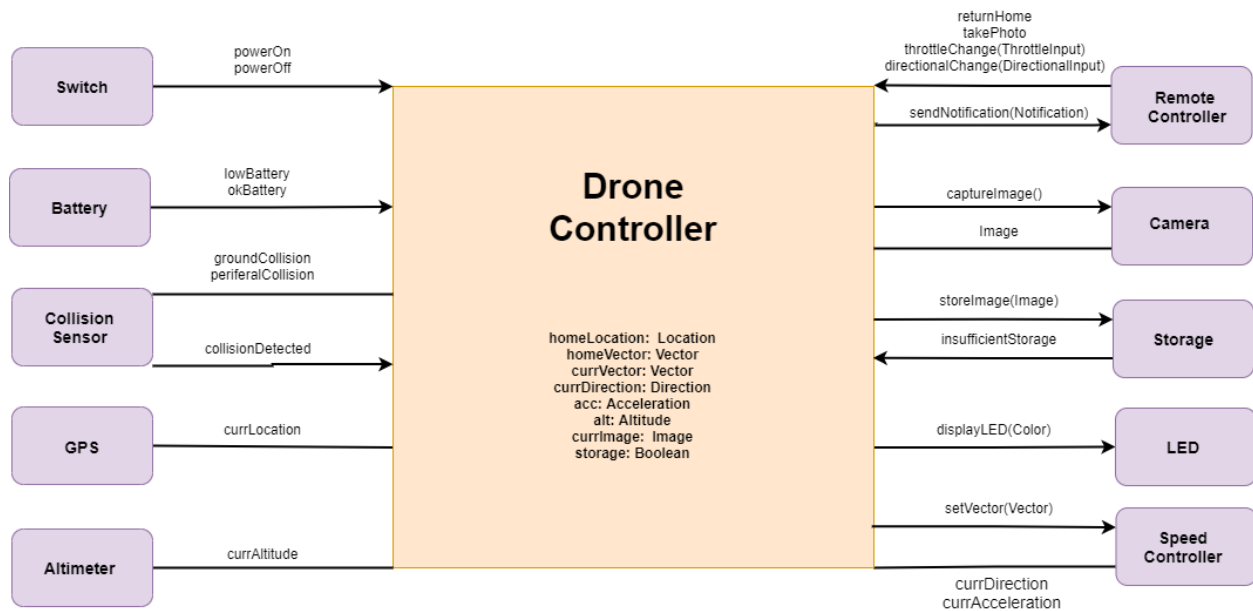 Switch
powerOn
powerOff
Battery
lowBattery
okBattery
Collision
Sensor
groundCollision
periferalCollision
collisionDetected
GPS
currLocation
Altimeter
currAltitude
Drone
Controller
homeLocation:  Location
homeVector: Vector
currVector: Vector
currDirection: Direction
acc: Acceleration
alt: Altitude
currImage:  Image
storage: Boolean
returnHome
takePhoto
throttleChange(ThrottleInput)
directionalChange(DirectionalInput)
sendNotification(Notification)
Remote
Controller
captureImage()
Image
Camera
storeImage(Image)
insufficientStorage
Storage
displayLED(Color)
LED
setVector(Vector)
currDirection
currAcceleration
Speed
Controller